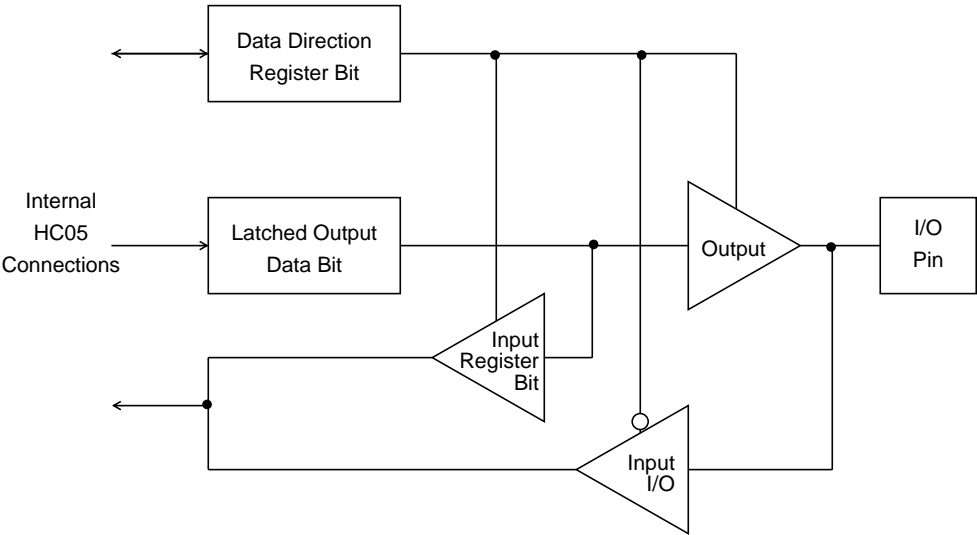 Data Direction
Register Bit
Internal
HC05
Connections
Latched Output
Data Bit
Output
I/O
Pin
Input
Register
Bit
Input
I/O